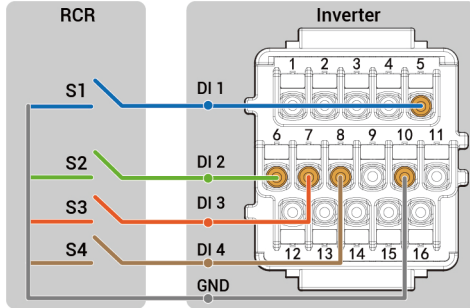 RCR
Inverter
1 2 3 4 5
S1
DI 1
6 7 8 9 10 11
S2
DI 2
S3
DI 3
S4
DI 4
12 13 14 15 16
GND